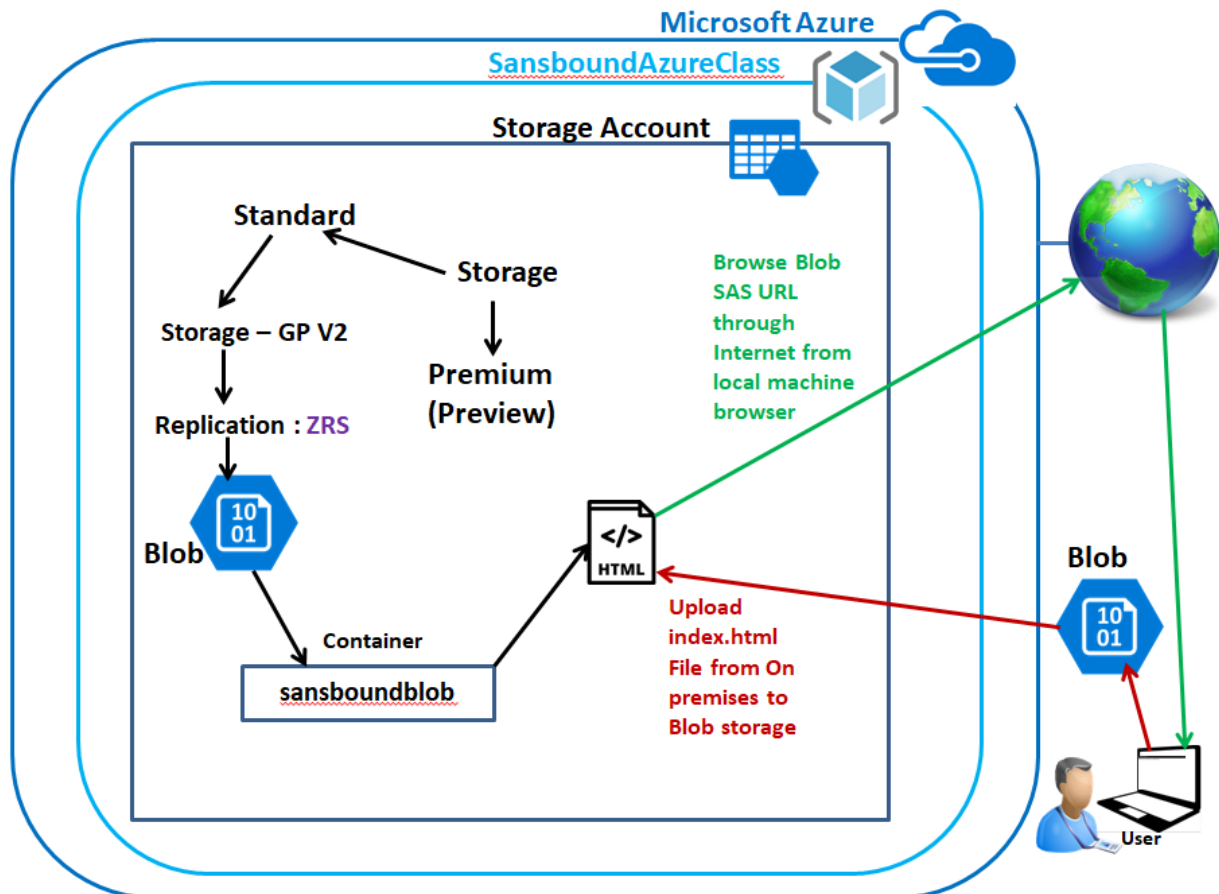 Microsoft Azure
SansboundAzureClass
Storage Account
Standard
Storage
Storage – GP V2
Premium
(Preview)
Replication : ZRS
10
01
Blob
Container
sansboundblob
</>
HTML
Browse Blob
SAS URL
through
Internet from
local machine
browser
Upload
index.html
File from On
premises to
Blob storage
Blob
10
01
User